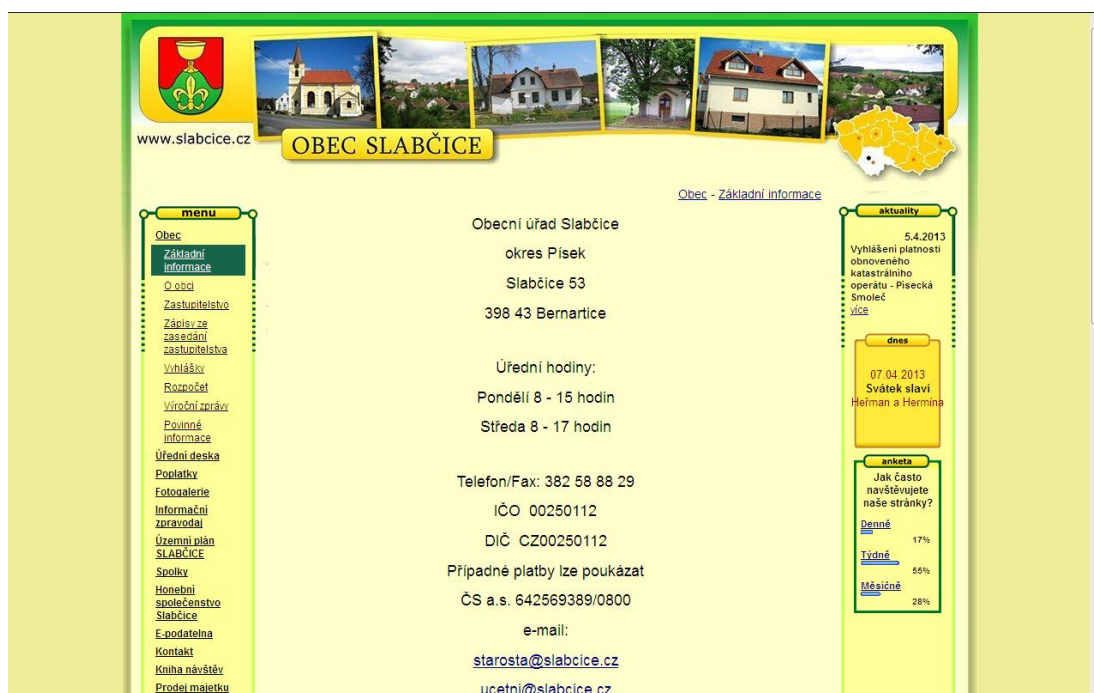 www.slabcice.cz
OBEC SLABČICE
Obec - Základní informace
menu
Obec
Základní
informace
O obci
Zastupitelstvo
Zápisy ze
zasedání
zastupitelstva
Vyhlášky
Rozpočet
Výroční zprávy
Povinné
informace
Úřední deska
Poplatky
Fotogalerie
Informační
zpravodaj
Územní plán
SLABČICE
Spolky
Honební
společenstvo
Slabčice
E-podatelna
Kontakt
Kniha návštěv
Prodej majetku
Obecní úřad Slabčice
okres Písek
Slabčice 53
398 43 Bernartice
Úřední hodiny:
Pondělí 8 - 15 hodin
Středa 8 - 17 hodin
Telefon/Fax: 382 58 88 29
IČO 00250112
DIČ CZ00250112
Případné platby lze poukázat
ČS a.s. 642569389/0800
e-mail:
starosta@slabcice.cz
ucetni@slabcice.cz
aktuality
5.4.2013
Vyhlášení platnosti
obnoveného
katastrálního
operátu - Písecká
Smoleč
více
dnes
07.04.2013
Svátek slaví
Heřman a Hermína
anketa
Jak často
navštěvujete
naše stránky?
Denně
17%
Týdně
55%
Měsíčně
28%